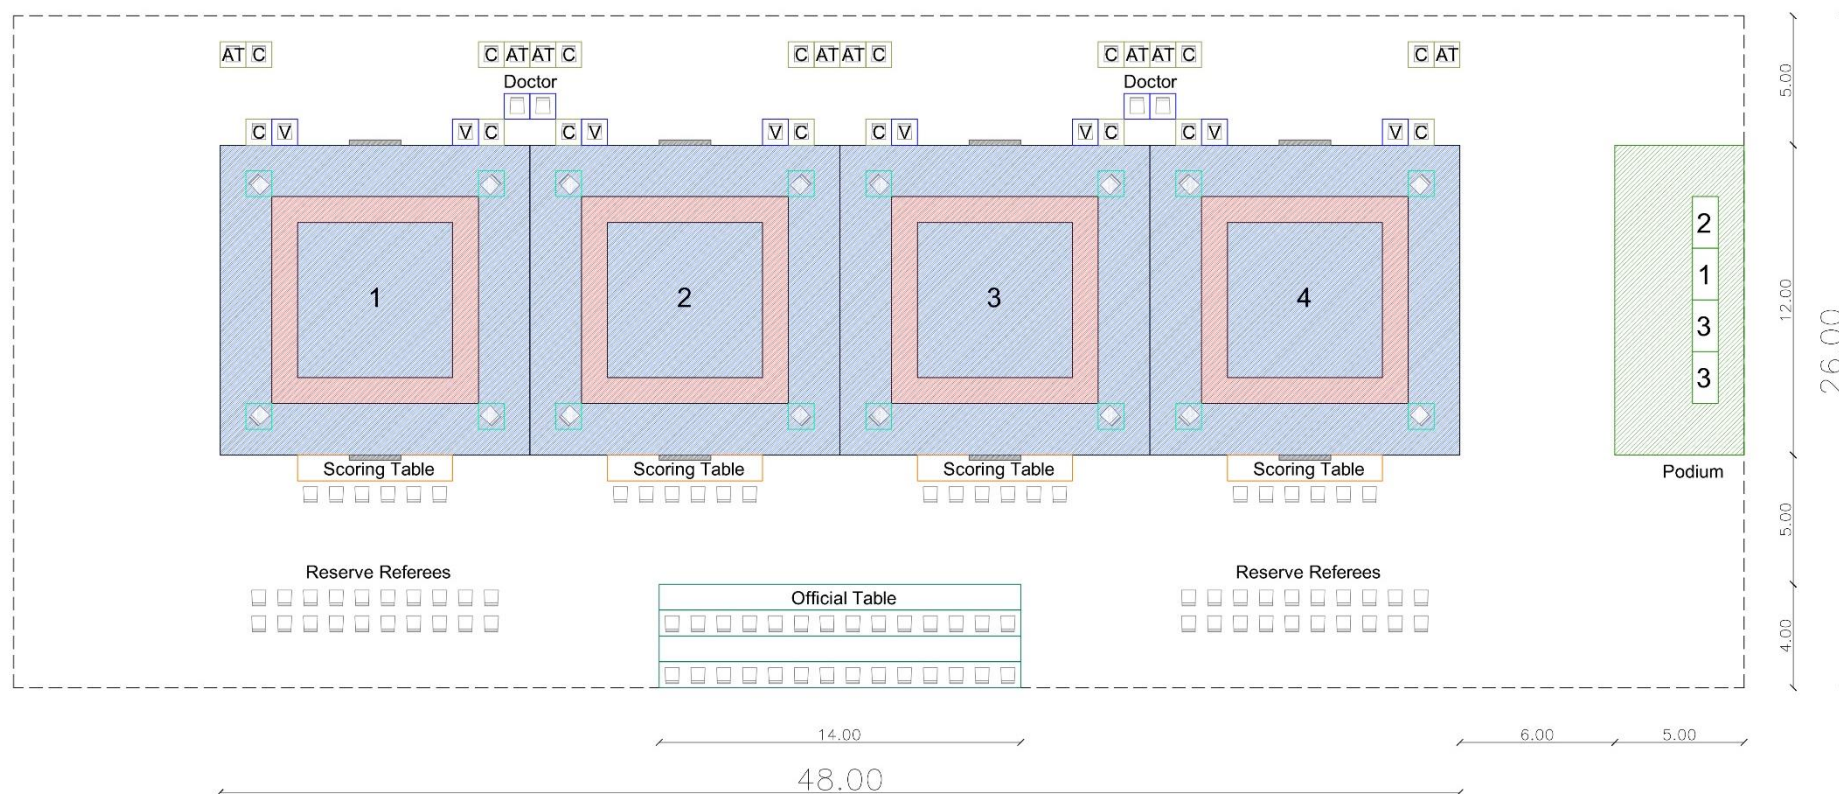 AT C C AT AT C C AT AT C C AT AT C C AT
Doctor Doctor
5.00
C V V C C V V C C V V C C V V C
2
1
1 2 3 4
12.00
3
26.00
3
Scoring Table Scoring Table Scoring Table Scoring Table
Podium
5.00
Reserve Referees Reserve Referees
Official Table
4.00
14.00 6.00 5.00
48.00